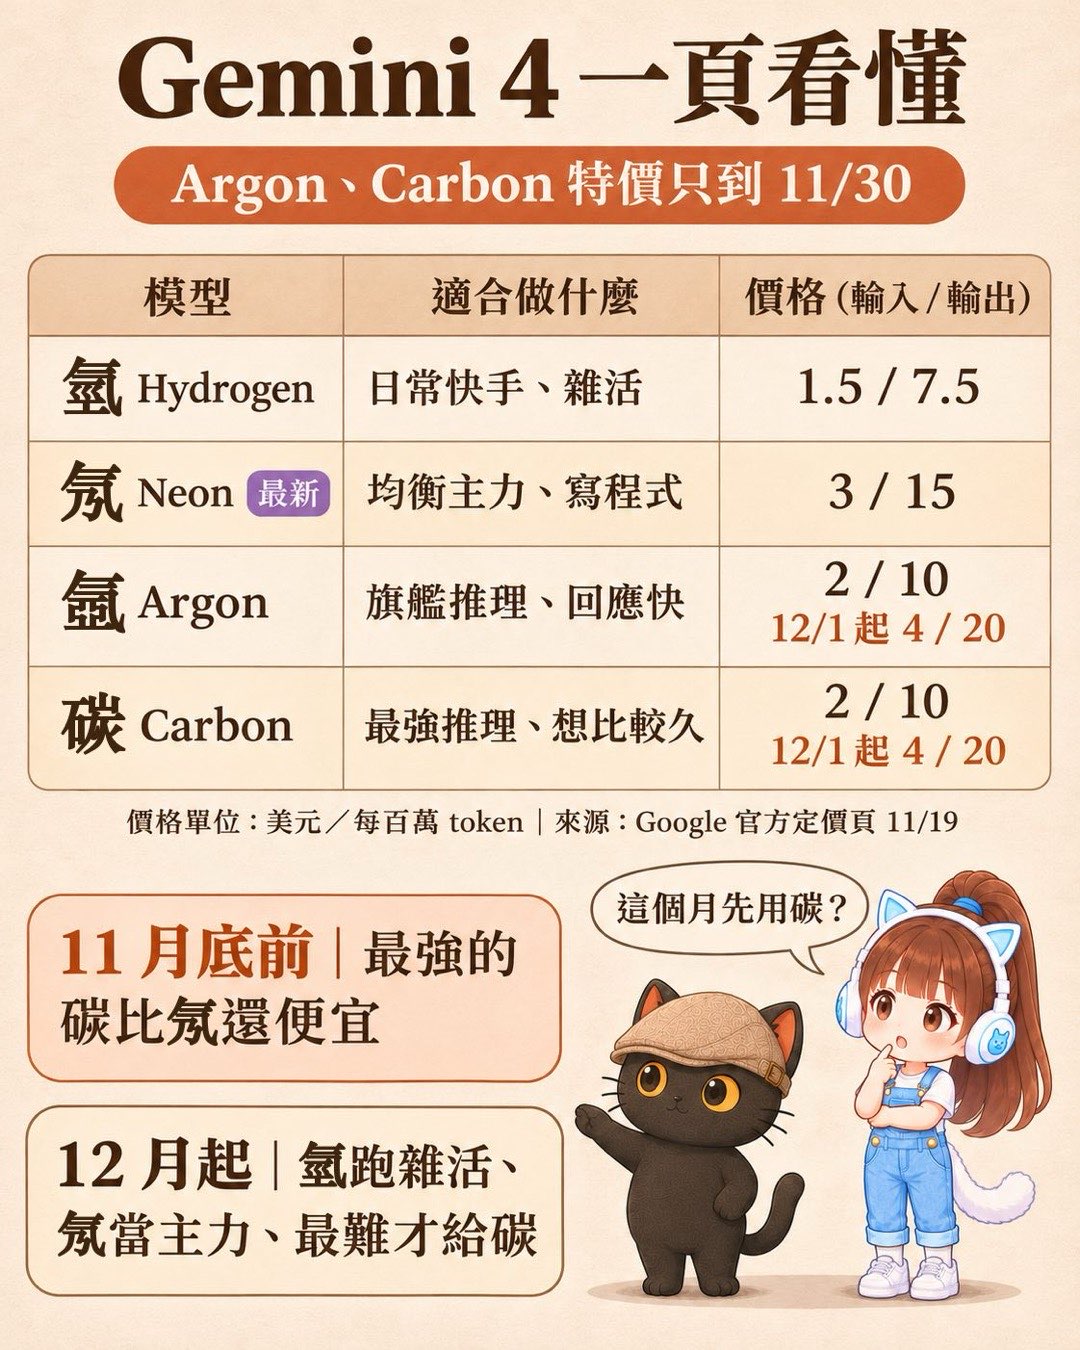 Gemini 4 一頁看懂
Argon、Carbon 特價只到 11/30
模型 適合做什麼 價格 (輸入 / 輸出)
氫 Hydrogen 日常快手、雜活 1.5 / 7.5
氖 Neon 最新 均衡主力、寫程式 3 / 15
氬 Argon 旗艦推理、回應快 2 / 10
12/1 起 4 / 20
碳 Carbon 最強推理、想比較久 2 / 10
12/1 起 4 / 20
價格單位：美元／每百萬 token｜來源：Google 官方定價頁 11/19
11 月底前｜最強的
碳比氖還便宜
這個月先用碳？
12 月起｜氫跑雜活、
氖當主力、最難才給碳